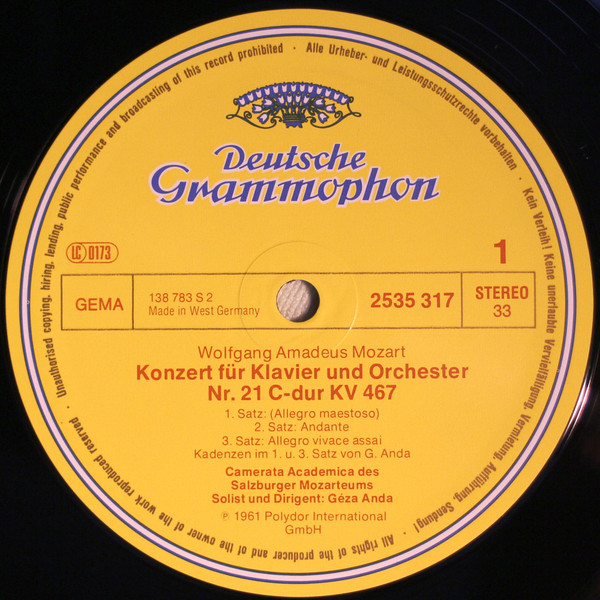 Unauthorised copying, hiring, lending, public performance and broadcasting of this record prohibited · Alle Urheber- und Leistungsschutzrechte vorbehalten · Kein Verleih! Keine unerlaubte Vervielfältigung, Vermietung, Aufführung, Sendung! · All rights of the producer and of the owner of the work reproduced reserved ·
Deutsche
Grammophon
LC 0173
1
GEMA
138 783 S 2
Made in West Germany
2535 317
STEREO
33
Wolfgang Amadeus Mozart
Konzert für Klavier und Orchester
Nr. 21 C-dur KV 467
1. Satz: (Allegro maestoso)
2. Satz: Andante
3. Satz: Allegro vivace assai
Kadenzen im 1. u. 3. Satz von G. Anda
Camerata Academica des
Salzburger Mozarteums
Solist und Dirigent: Géza Anda
℗ 1961 Polydor International
GmbH